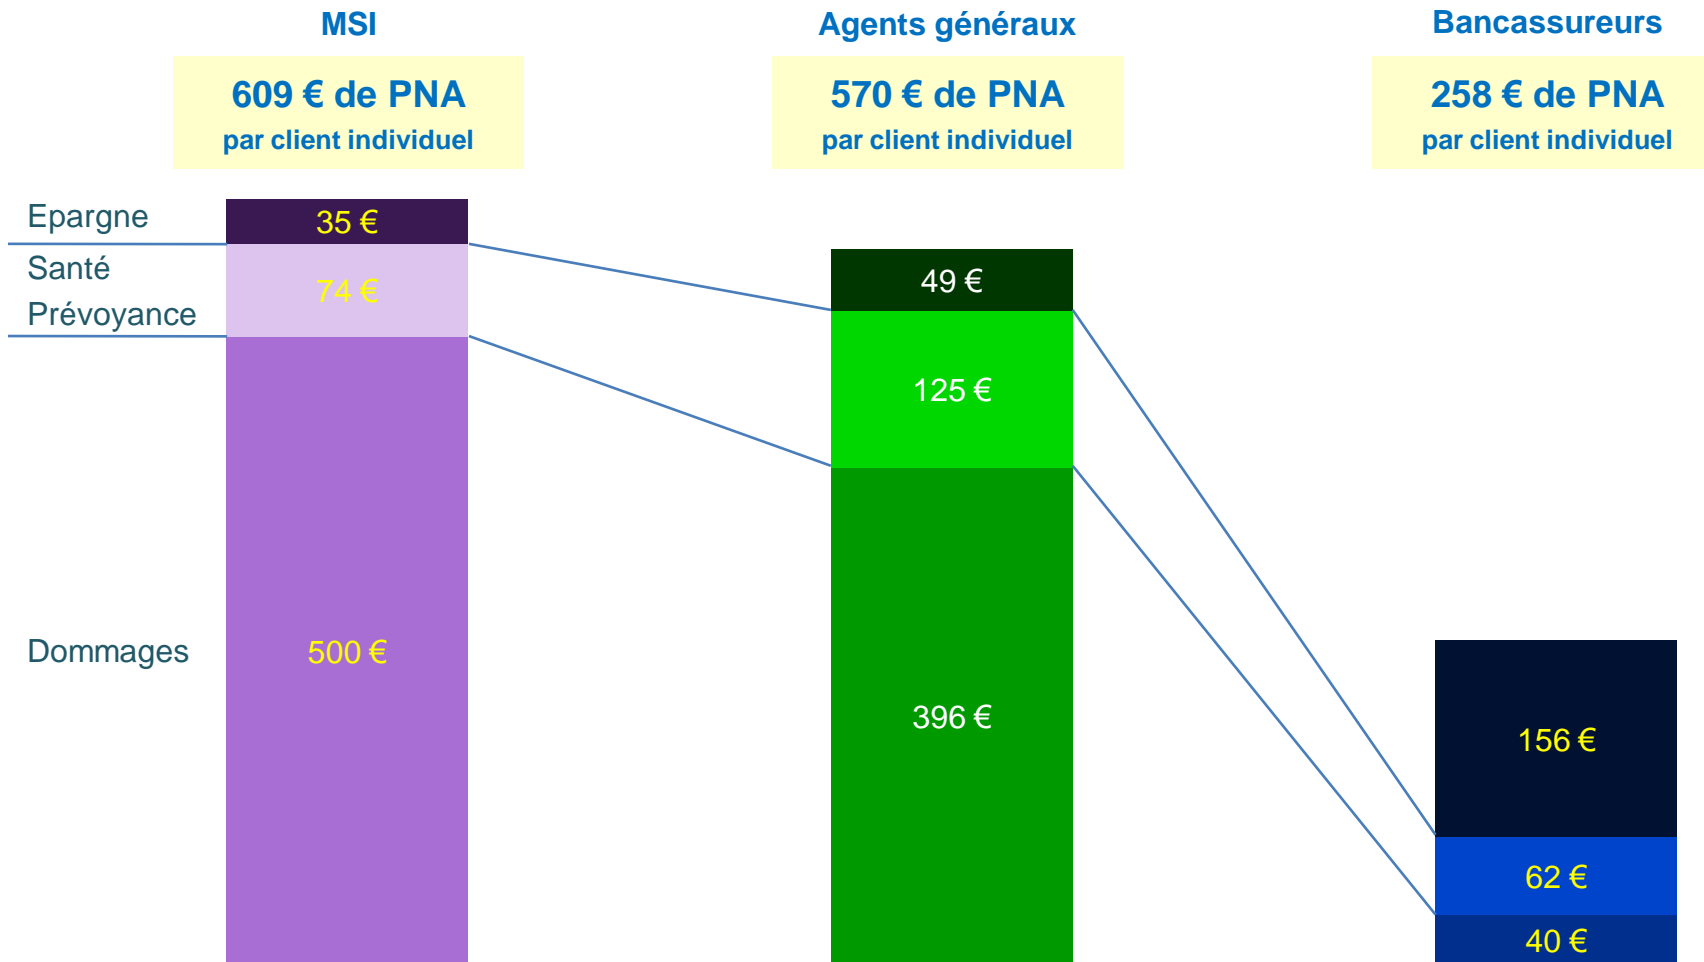 MSI
Agents généraux
Bancassureurs
609 € de PNA
par client individuel
570 € de PNA
par client individuel
258 € de PNA
par client individuel
Epargne
35 €
Santé
Prévoyance
74 €
49 €
125 €
Dommages
500 €
396 €
156 €
62 €
40 €